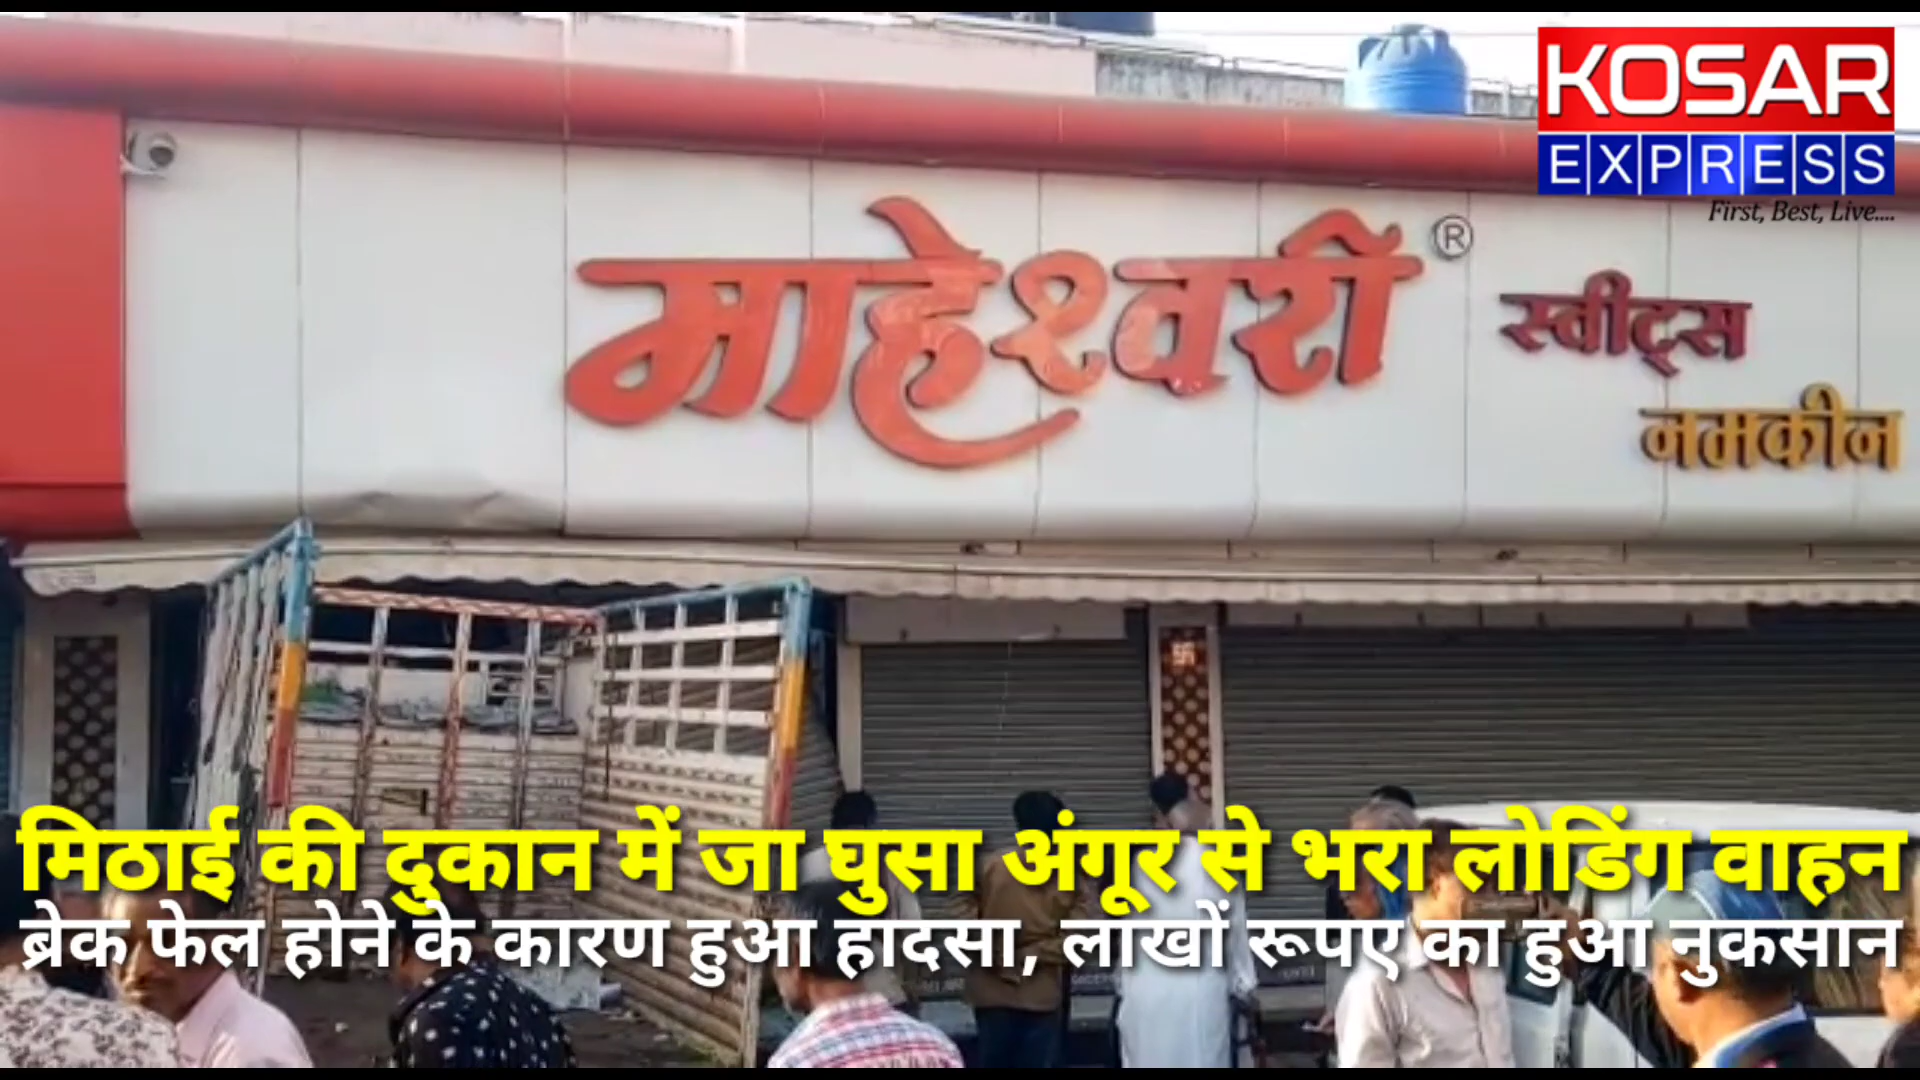 KOSAR
EXPRESS
First, Best, Live....
माहेश्वरी ®
स्वीट्स
नमकीन
मिठाई की दुकान में जा घुसा अंगूर से भरा लोडिंग वाहन
ब्रेक फेल होने के कारण हुआ हादसा, लाखों रूपए का हुआ नुकसान